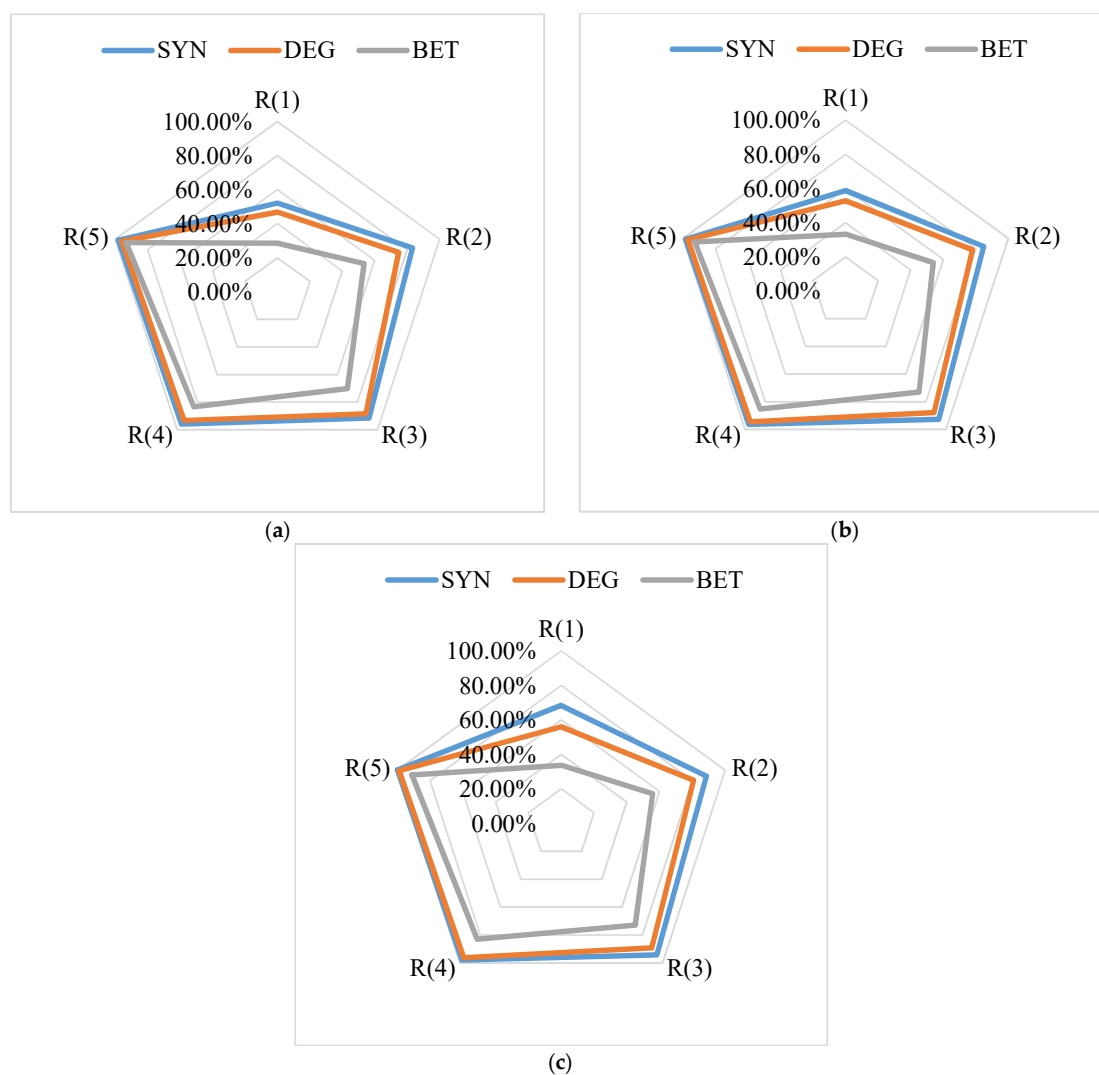 SYN DEG BET
R(1)
100.00%
80.00%
60.00%
40.00%
20.00%
0.00%
R(2)
R(3)
R(4)
R(5)
(a)
SYN DEG BET
R(1)
100.00%
80.00%
60.00%
40.00%
20.00%
0.00%
R(2)
R(3)
R(4)
R(5)
(b)
SYN DEG BET
R(1)
100.00%
80.00%
60.00%
40.00%
20.00%
0.00%
R(2)
R(3)
R(4)
R(5)
(c)